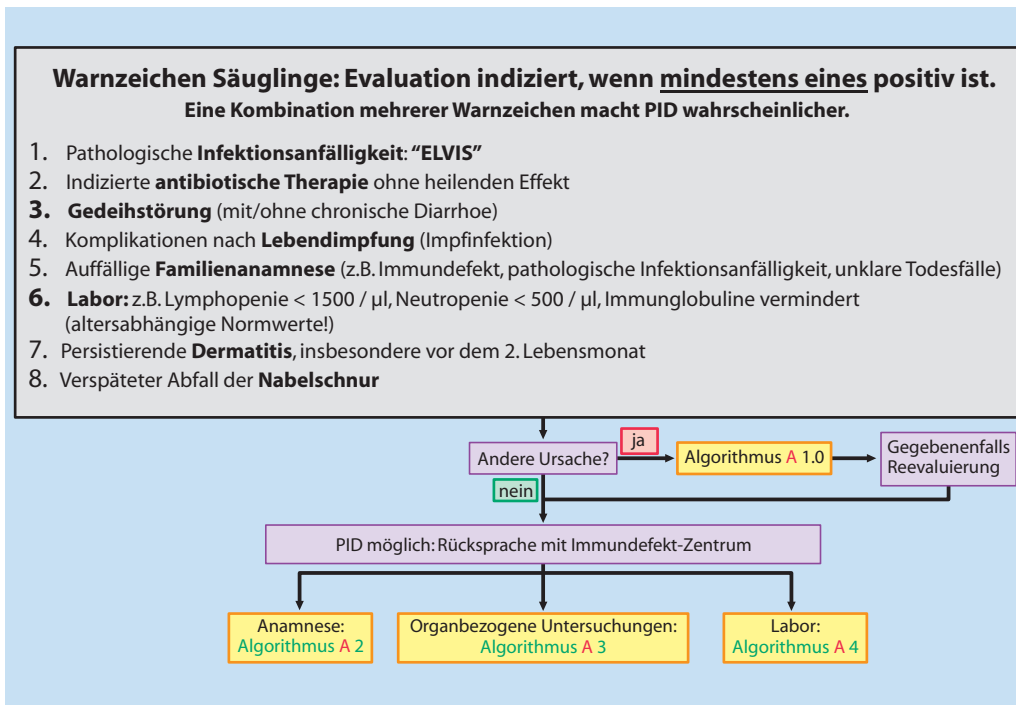 Warnzeichen Säuglinge: Evaluation indiziert, wenn mindestens eines positiv ist.
Eine Kombination mehrerer Warnzeichen macht PID wahrscheinlicher.
1. Pathologische Infektionsanfälligkeit: “ELVIS”
2. Indizierte antibiotische Therapie ohne heilenden Effekt
3. Gedeihstörung (mit/ohne chronische Diarrhoe)
4. Komplikationen nach Lebendimpfung (Impfinfektion)
5. Auffällige Familienanamnese (z.B. Immundefekt, pathologische Infektionsanfälligkeit, unklare Todesfälle)
6. Labor: z.B. Lymphopenie < 1500 / µl, Neutropenie < 500 / µl, Immunglobuline vermindert
(altersabhängige Normwerte!)
7. Persistierende Dermatitis, insbesondere vor dem 2. Lebensmonat
8. Verspäteter Abfall der Nabelschnur
Andere Ursache?
ja
Algorithmus A 1.0
Gegebenenfalls
Reevaluierung
nein
PID möglich: Rücksprache mit Immundefekt-Zentrum
Anamnese:
Algorithmus A 2
Organbezogene Untersuchungen:
Algorithmus A 3
Labor:
Algorithmus A 4